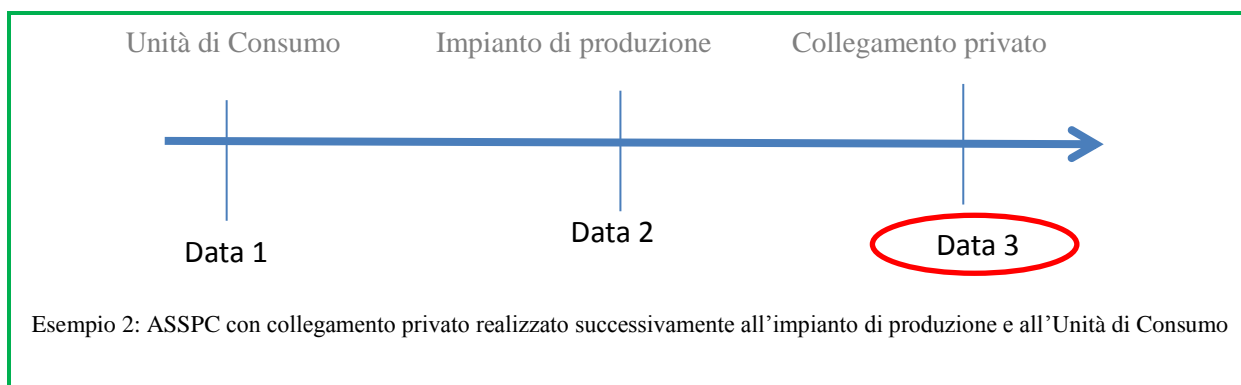 Unità di Consumo Impianto di produzione Collegamento privato
Data 1 Data 2 Data 3
Esempio 2: ASSPC con collegamento privato realizzato successivamente all’impianto di produzione e all’Unità di Consumo